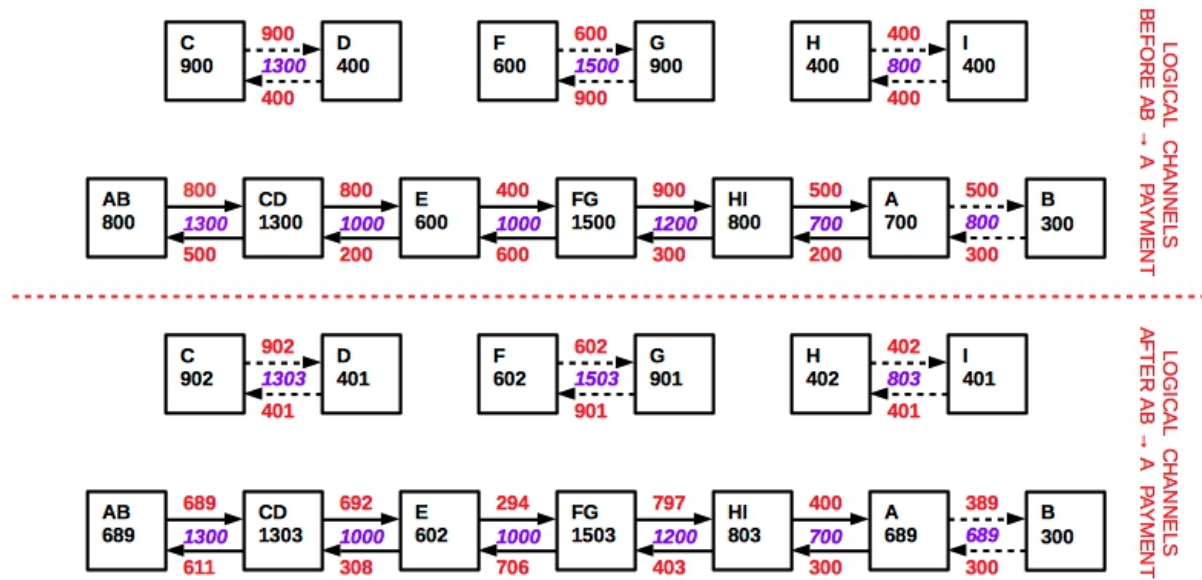 900 600 400
C D F G H I
900 1300 400 600 1500 900 400 800 400
400 900 400
800 800 400 900 500 500
AB CD E FG HI A B
800 1300 1300 1000 600 1000 1500 1200 800 700 700 800 300
500 200 600 300 200 300
LOGICAL CHANNELS
BEFORE AB → A PAYMENT
902 602 402
C D F G H I
902 1303 401 602 1503 901 402 803 401
401 901 401
689 692 294 797 400 389
AB CD E FG HI A B
689 1300 1303 1000 602 1000 1503 1200 803 700 689 689 300
611 308 706 403 300 300
LOGICAL CHANNELS
AFTER AB → A PAYMENT